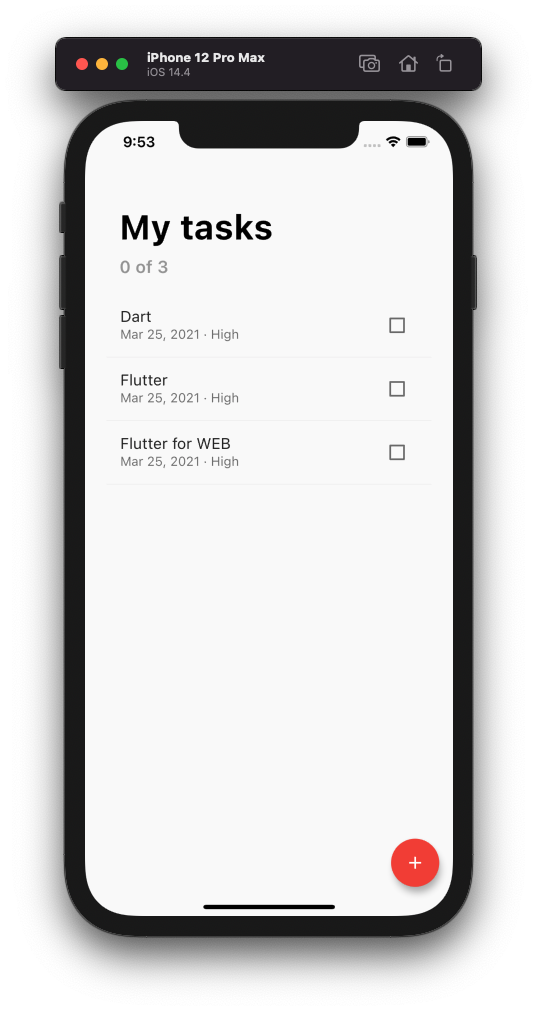 iPhone 12 Pro Max
iOS 14.4
9:53
My tasks
0 of 3
Dart
Mar 25, 2021 · High
Flutter
Mar 25, 2021 · High
Flutter for WEB
Mar 25, 2021 · High